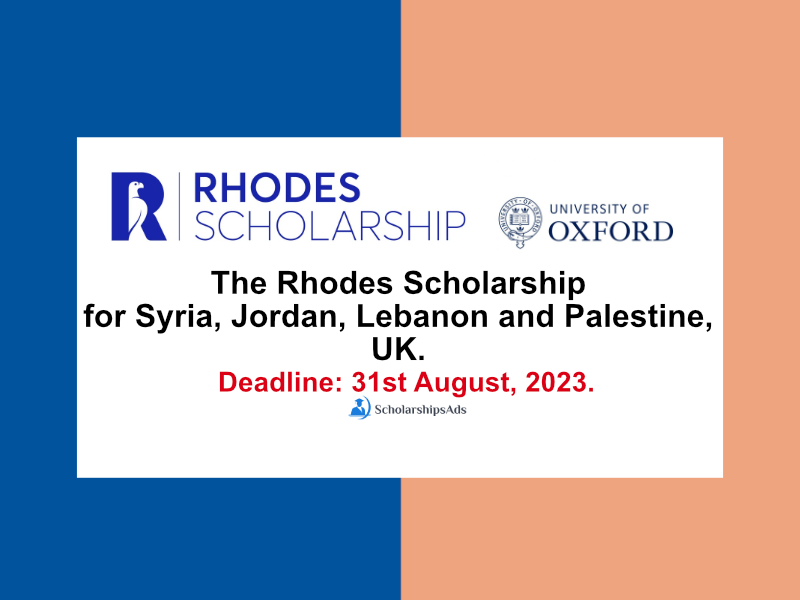 R RHODES
SCHOLARSHIP
UNIVERSITY OF
OXFORD
The Rhodes Scholarship
for Syria, Jordan, Lebanon and Palestine,
UK.
Deadline: 31st August, 2023.
ScholarshipsAds